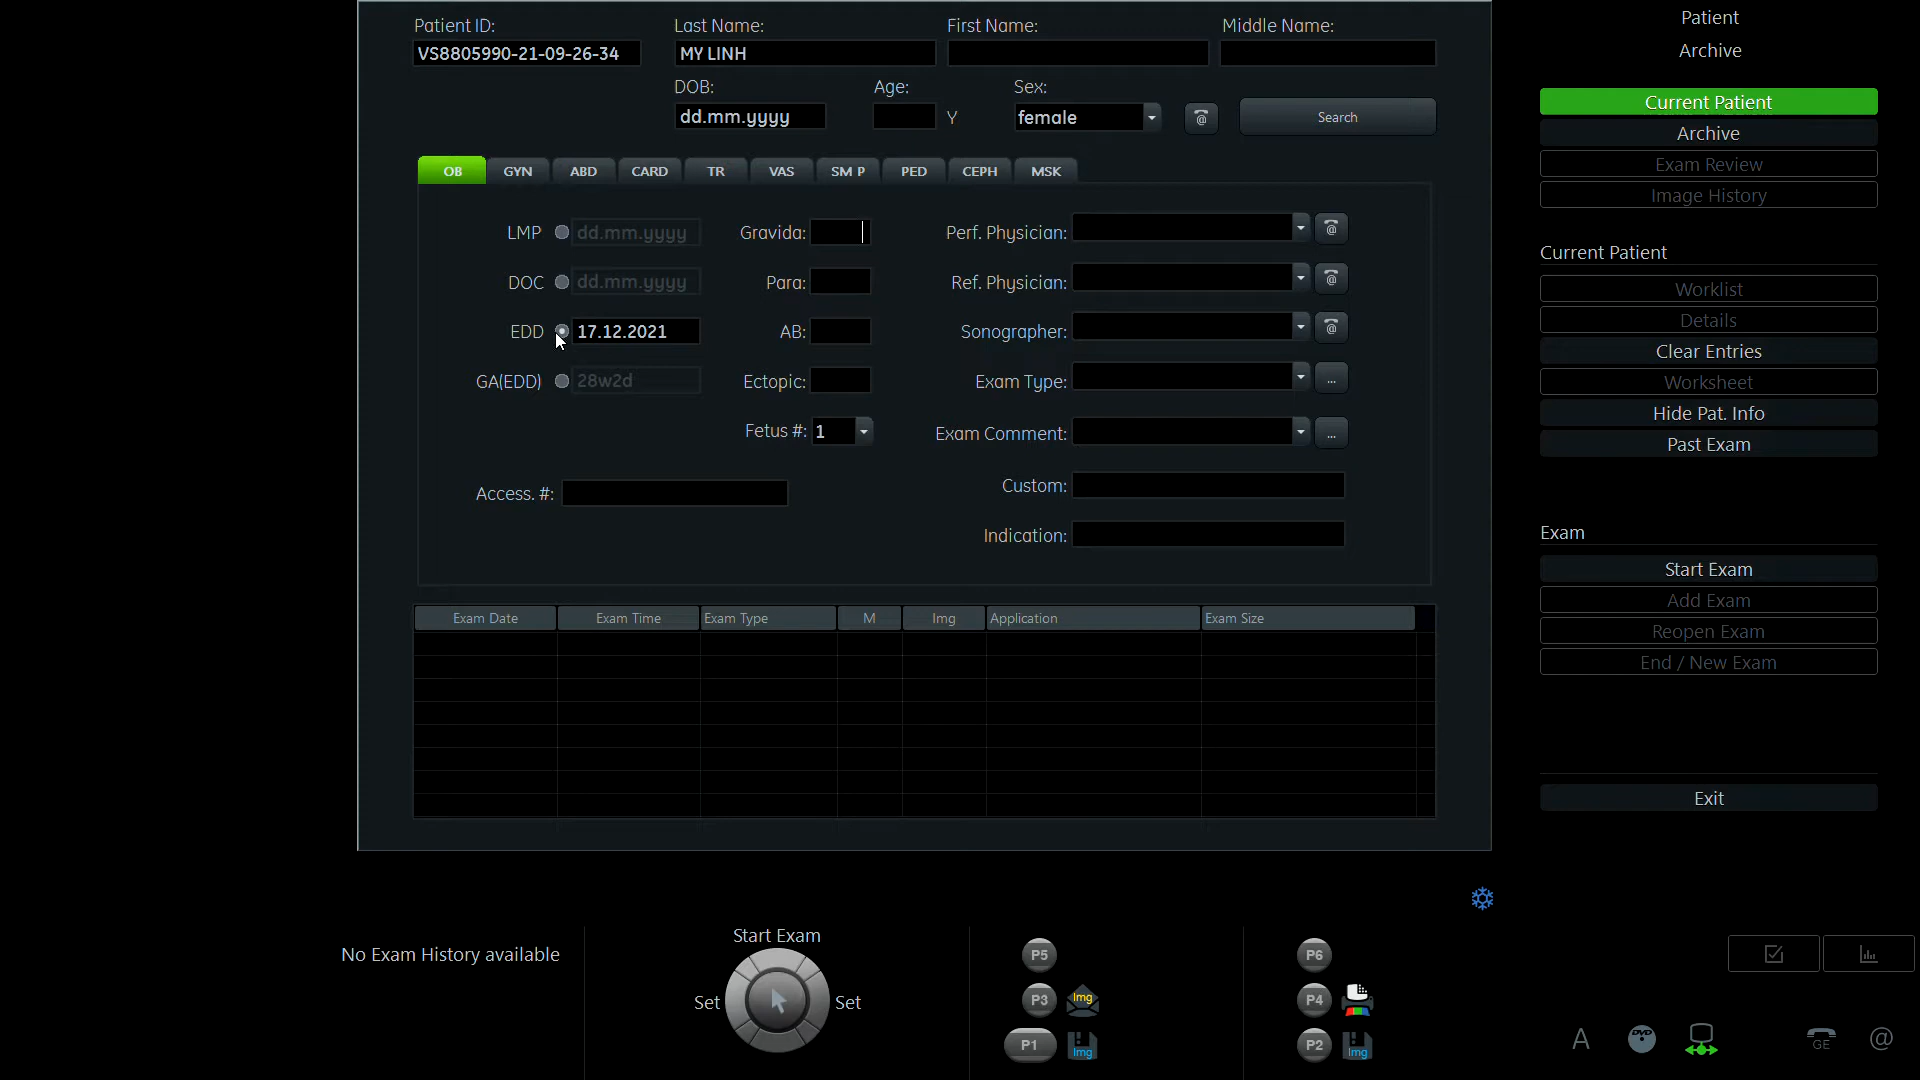 Patient ID: Last Name: First Name: Middle Name:
VS8805990-21-09-26-34 MY LINH
DOB: Age: Sex:
dd.mm.yyyy Y female @ Search
OB GYN ABD CARD TR VAS SM P PED CEPH MSK
LMP dd.mm.yyyy Gravida: Perf. Physician: @
DOC dd.mm.yyyy Para: Ref. Physician: @
EDD 17.12.2021 AB: Sonographer: @
GA(EDD) 28w2d Ectopic: Exam Type: ...
Fetus #: 1 Exam Comment: ...
Access. #: Custom:
Indication:
Exam Date Exam Time Exam Type M Img Application Exam Size
Patient
Archive
Current Patient
Archive
Exam Review
Image History
Current Patient
Worklist
Details
Clear Entries
Worksheet
Hide Pat. Info
Past Exam
Exam
Start Exam
Add Exam
Reopen Exam
End / New Exam
Exit
No Exam History available
Start Exam
Set Set
P5 P6
P3 Img P4
P1 Img P2 Img
A DVD GE @